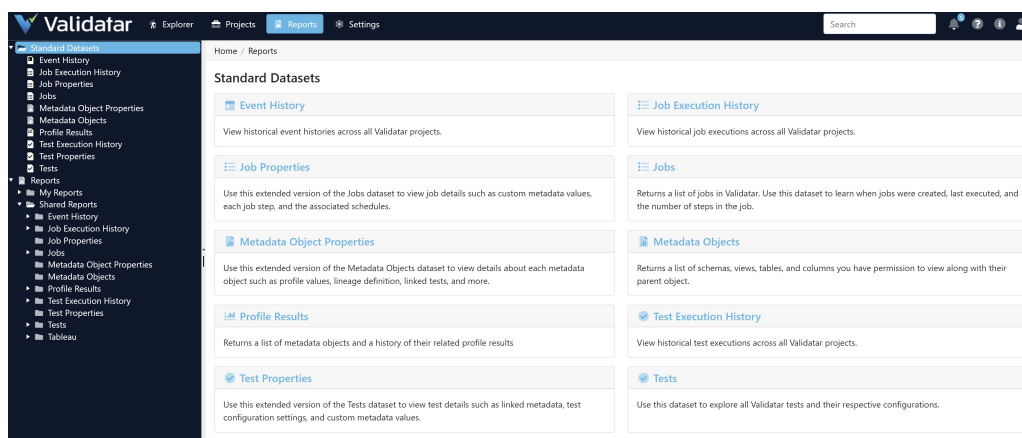 Validatar
Explorer
Projects
Reports
Settings
Search
Standard Datasets
Event History
Job Execution History
Job Properties
Jobs
Metadata Object Properties
Metadata Objects
Profile Results
Test Execution History
Test Properties
Tests
Reports
My Reports
Shared Reports
Event History
Job Execution History
Job Properties
Jobs
Metadata Object Properties
Metadata Objects
Profile Results
Test Execution History
Test Properties
Tests
Tableau
Home / Reports
Standard Datasets
Event History
View historical event histories across all Validatar projects.
Job Execution History
View historical job executions across all Validatar projects.
Job Properties
Use this extended version of the Jobs dataset to view job details such as custom metadata values,
each job step, and the associated schedules.
Jobs
Returns a list of jobs in Validatar. Use this dataset to learn when jobs were created, last executed, and
the number of steps in the job.
Metadata Object Properties
Use this extended version of the Metadata Objects dataset to view details about each metadata
object such as profile values, lineage definition, linked tests, and more.
Metadata Objects
Returns a list of schemas, views, tables, and columns you have permission to view along with their
parent object.
Profile Results
Returns a list of metadata objects and a history of their related profile results
Test Execution History
View historical test executions across all Validatar projects.
Test Properties
Use this extended version of the Tests dataset to view test details such as linked metadata, test
configuration settings, and custom metadata values.
Tests
Use this dataset to explore all Validatar tests and their respective configurations.